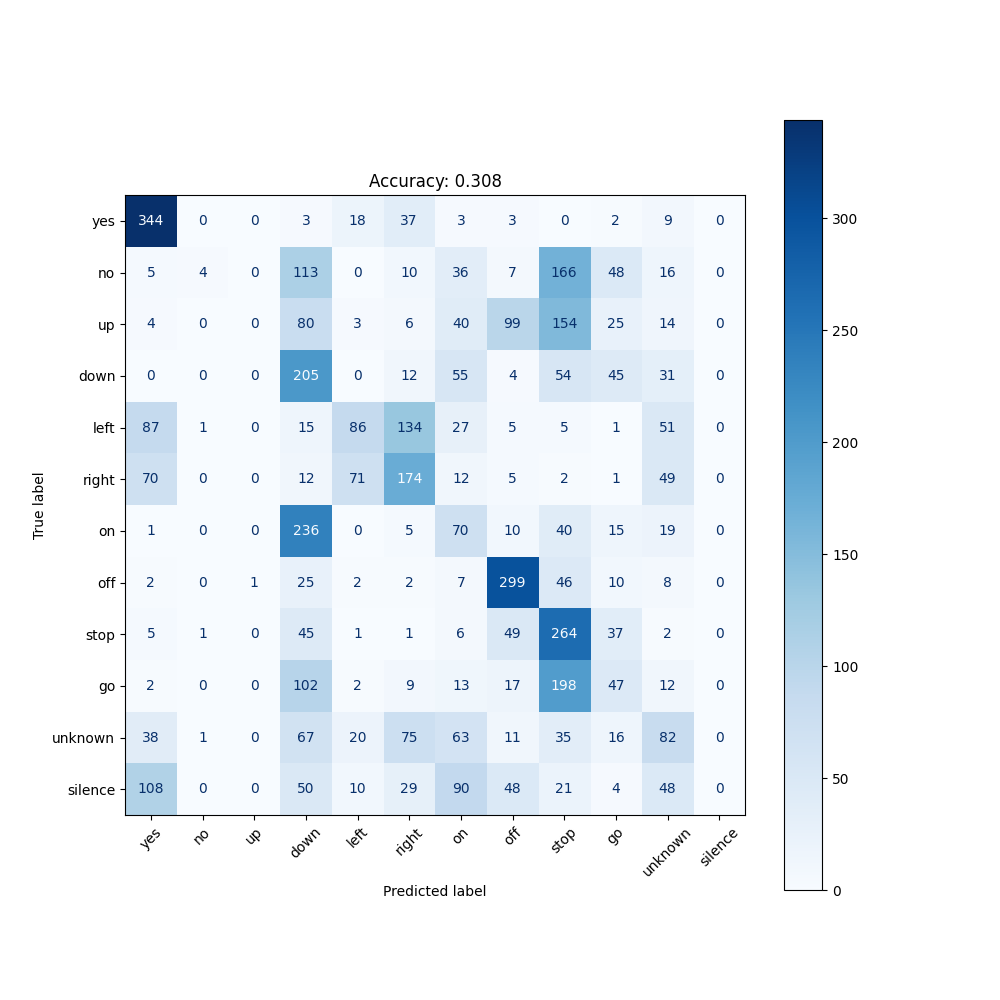 Accuracy: 0.308
yes 344 0 0 3 18 37 3 3 0 2 9 0
no 5 4 0 113 0 10 36 7 166 48 16 0
up 4 0 0 80 3 6 40 99 154 25 14 0
down 0 0 0 205 0 12 55 4 54 45 31 0
left 87 1 0 15 86 134 27 5 5 1 51 0
right 70 0 0 12 71 174 12 5 2 1 49 0
on 1 0 0 236 0 5 70 10 40 15 19 0
off 2 0 1 25 2 2 7 299 46 10 8 0
stop 5 1 0 45 1 1 6 49 264 37 2 0
go 2 0 0 102 2 9 13 17 198 47 12 0
unknown 38 1 0 67 20 75 63 11 35 16 82 0
silence 108 0 0 50 10 29 90 48 21 4 48 0
yes no up down left right on off stop go unknown silence
Predicted label
True label
300
250
200
150
100
50
0